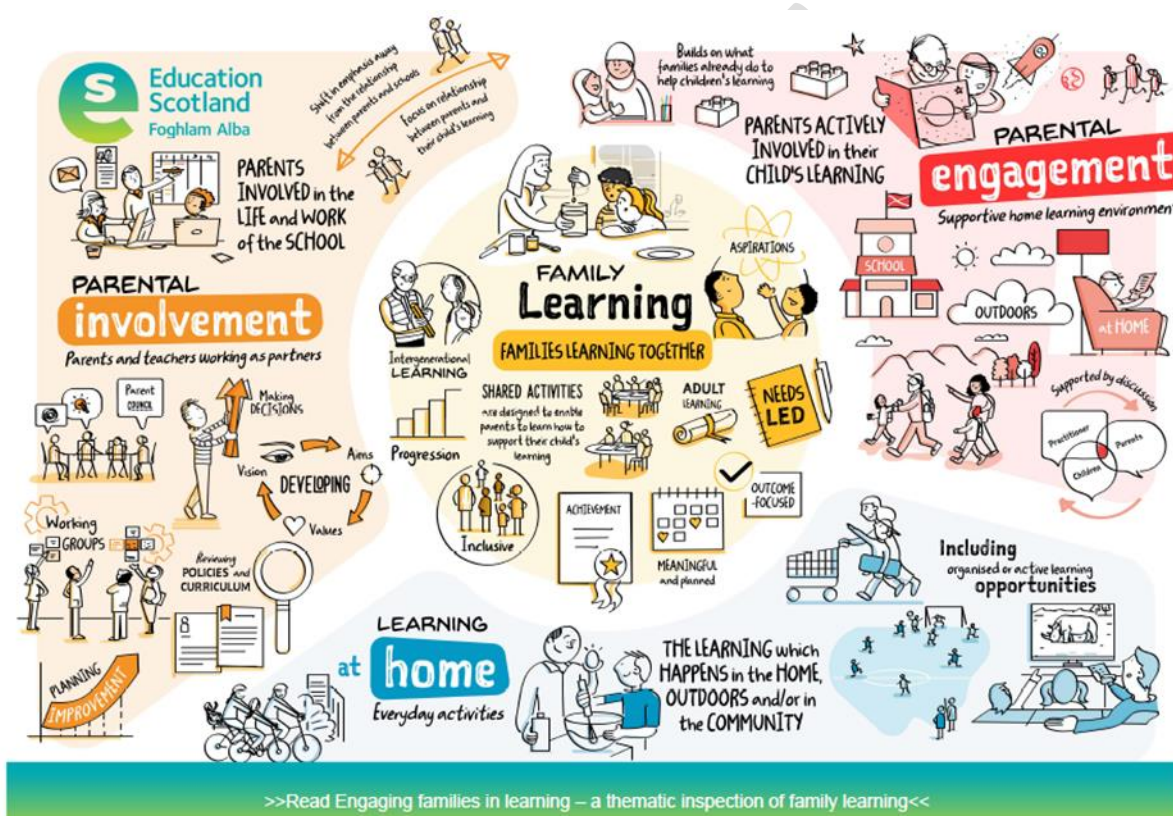 Education
Scotland
Foghlam Alba
Shift in emphasis away
from the relationship
between parents and schools
Focus on relationship
between parents and
their child's learning
PARENTS
INVOLVED in the
LIFE and WORK
of the SCHOOL
PARENTAL
involvement
Parents and teachers working as partners
Parent
COUNCIL
Making
DECISIONS
Vision
Aims
DEVELOPING
Values
Working
GROUPS
Reviewing
POLICIES and
CURRICULUM
PLANNING
IMPROVEMENT
FAMILY
Learning
FAMILIES LEARNING TOGETHER
ASPIRATIONS
Intergenerational
LEARNING
SHARED ACTIVITIES
are designed to enable
parents to learn how to
support their child's
learning
ADULT
LEARNING
NEEDS
LED
Progression
Inclusive
ACHIEVEMENT
MEANINGFUL
and planned
OUTCOME
-FOCUSED
Builds on what
families already do to
help children's learning
PARENTS ACTIVELY
INVOLVED in their
CHILD'S LEARNING
PARENTAL
engagement
Supportive home learning environment
SCHOOL
OUTDOORS
at HOME
Supported by discussion
Practitioner
Parents
Children
LEARNING
at home
Everyday activities
THE LEARNING which
HAPPENS in the HOME,
OUTDOORS and/or in
the COMMUNITY
Including
organised or active learning
opportunities
>>Read Engaging families in learning – a thematic inspection of family learning<<